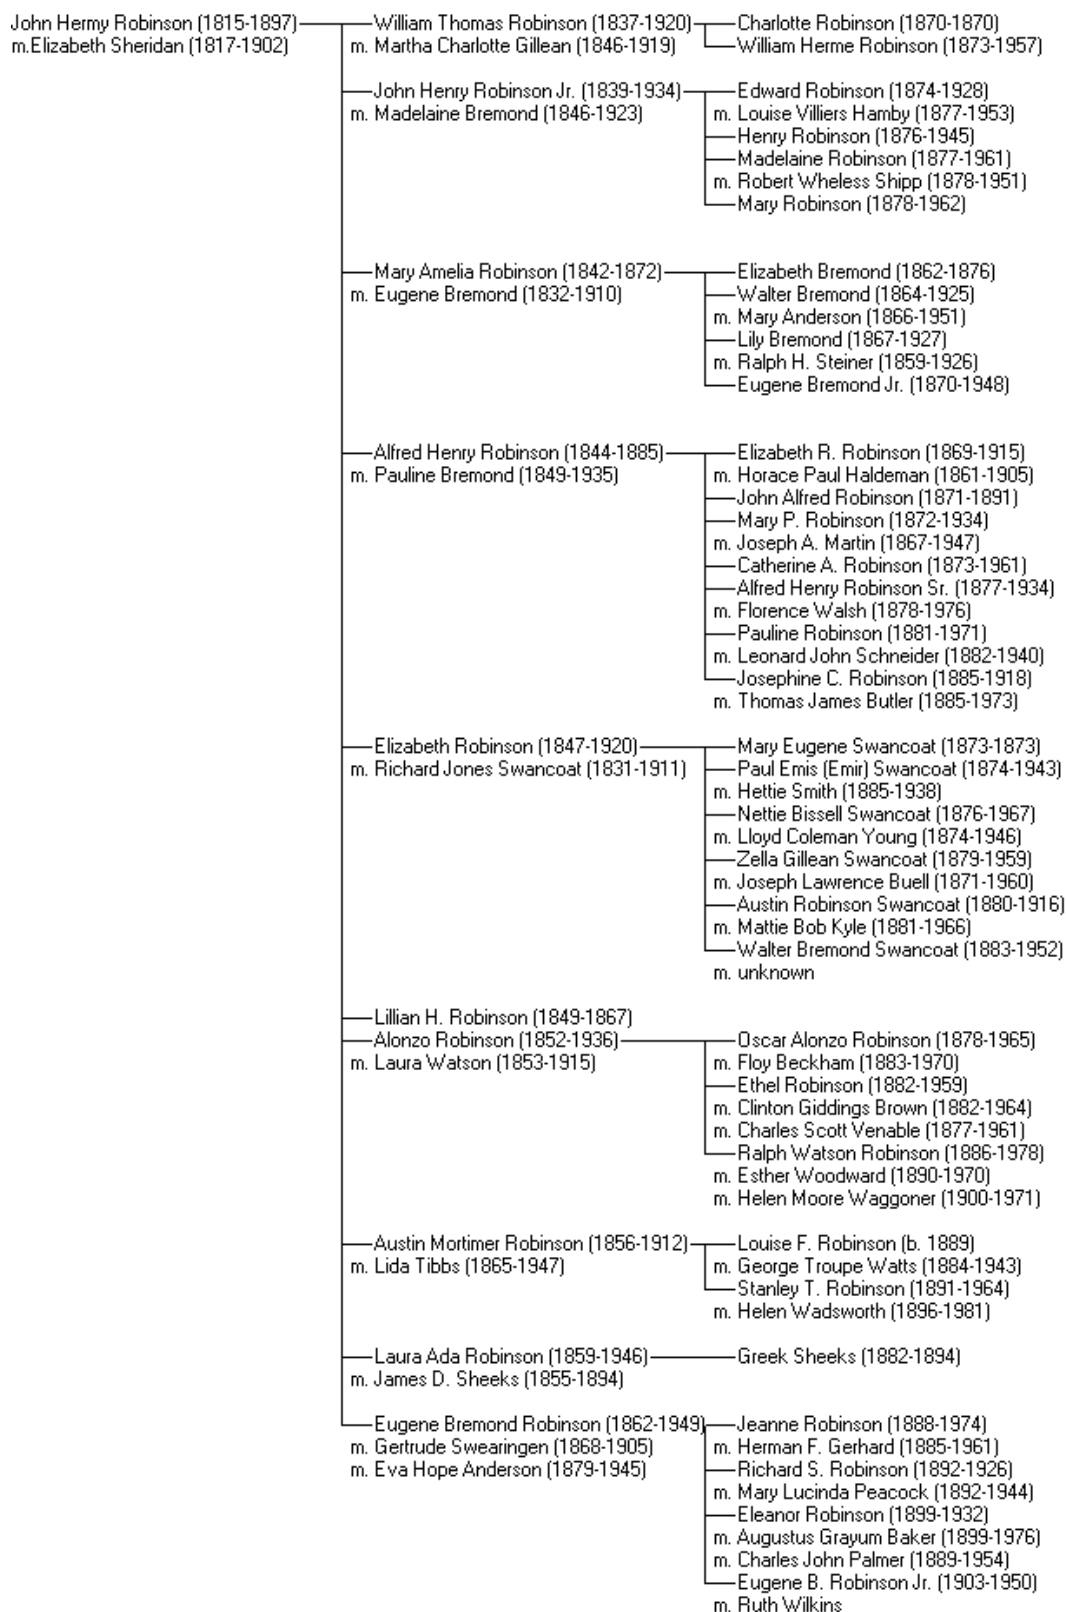 John Hermy Robinson (1815-1897) William Thomas Robinson (1837-1920) Charlotte Robinson (1870-1870)
m.Elizabeth Sheridan (1817-1902) m. Martha Charlotte Gillean (1846-1919) William Herme Robinson (1873-1957)
John Henry Robinson Jr. (1839-1934) Edward Robinson (1874-1928)
m. Madelaine Bremond (1846-1923) m. Louise Villiers Hamby (1877-1953)
Henry Robinson (1876-1945)
Madelaine Robinson (1877-1961)
m. Robert Wheless Shipp (1878-1951)
Mary Robinson (1878-1962)
Mary Amelia Robinson (1842-1872) Elizabeth Bremond (1862-1876)
m. Eugene Bremond (1832-1910) Walter Bremond (1864-1925)
m. Mary Anderson (1866-1951)
Lily Bremond (1867-1927)
m. Ralph H. Steiner (1859-1926)
Eugene Bremond Jr. (1870-1948)
Alfred Henry Robinson (1844-1885) Elizabeth R. Robinson (1869-1915)
m. Pauline Bremond (1849-1935) m. Horace Paul Haldeman (1861-1905)
John Alfred Robinson (1871-1891)
Mary P. Robinson (1872-1934)
m. Joseph A. Martin (1867-1947)
Catherine A. Robinson (1873-1961)
Alfred Henry Robinson Sr. (1877-1934)
m. Florence Walsh (1878-1976)
Pauline Robinson (1881-1971)
m. Leonard John Schneider (1882-1940)
Josephine C. Robinson (1885-1918)
m. Thomas James Butler (1885-1973)
Elizabeth Robinson (1847-1920) Mary Eugene Swancoat (1873-1873)
m. Richard Jones Swancoat (1831-1911) Paul Emis (Emir) Swancoat (1874-1943)
m. Hettie Smith (1885-1938)
Nettie Bissell Swancoat (1876-1967)
m. Lloyd Coleman Young (1874-1946)
Zella Gillean Swancoat (1879-1959)
m. Joseph Lawrence Buell (1871-1960)
Austin Robinson Swancoat (1880-1916)
m. Mattie Bob Kyle (1881-1966)
Walter Bremond Swancoat (1883-1952)
m. unknown
Lillian H. Robinson (1849-1867)
Alonzo Robinson (1852-1936) Oscar Alonzo Robinson (1878-1965)
m. Laura Watson (1853-1915) m. Floy Beckham (1883-1970)
Ethel Robinson (1882-1959)
m. Clinton Giddings Brown (1882-1964)
m. Charles Scott Venable (1877-1961)
Ralph Watson Robinson (1886-1978)
m. Esther Woodward (1890-1970)
m. Helen Moore Waggoner (1900-1971)
Austin Mortimer Robinson (1856-1912) Louise F. Robinson (b. 1889)
m. Lida Tibbs (1865-1947) m. George Troupe Watts (1884-1943)
Stanley T. Robinson (1891-1964)
m. Helen Wadsworth (1896-1981)
Laura Ada Robinson (1859-1946) Greek Sheeks (1882-1894)
m. James D. Sheeks (1855-1894)
Eugene Bremond Robinson (1862-1949) Jeanne Robinson (1888-1974)
m. Gertrude Swearingen (1868-1905) m. Herman F. Gerhard (1885-1961)
m. Eva Hope Anderson (1879-1945) Richard S. Robinson (1892-1926)
m. Mary Lucinda Peacock (1892-1944)
Eleanor Robinson (1899-1932)
m. Augustus Grayum Baker (1899-1976)
m. Charles John Palmer (1889-1954)
Eugene B. Robinson Jr. (1903-1950)
m. Ruth Wilkins